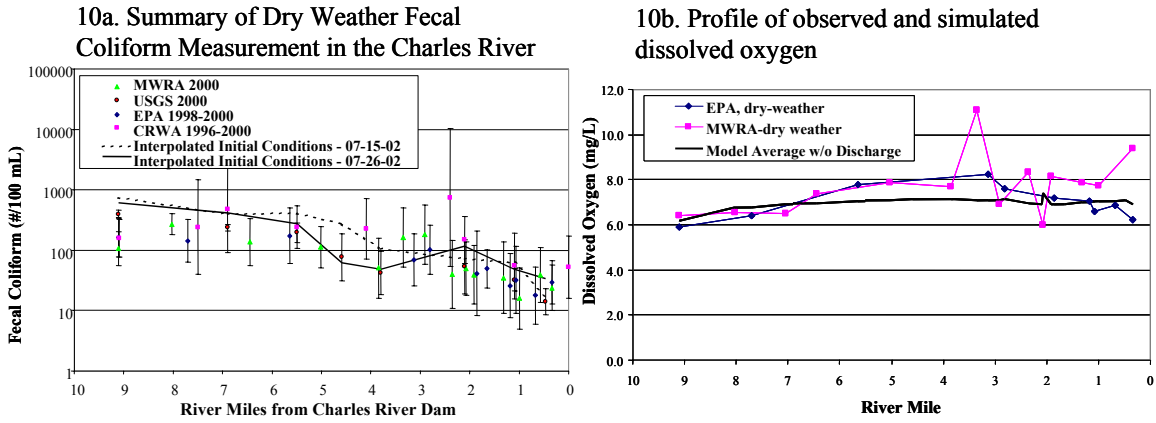 10a. Summary of Dry Weather Fecal
Coliform Measurement in the Charles River
100000
10000
1000
100
10
1
Fecal Coliform (#/100 mL)
MWRA 2000
USGS 2000
EPA 1998-2000
CRWA 1996-2000
Interpolated Initial Conditions - 07-15-02
Interpolated Initial Conditions - 07-26-02
10 9 8 7 6 5 4 3 2 1 0
River Miles from Charles River Dam
10b. Profile of observed and simulated
dissolved oxygen
12.0
10.0
8.0
6.0
4.0
2.0
0.0
Dissolved Oxygen (mg/L)
EPA, dry-weather
MWRA-dry weather
Model Average w/o Discharge
10 9 8 7 6 5 4 3 2 1 0
River Mile